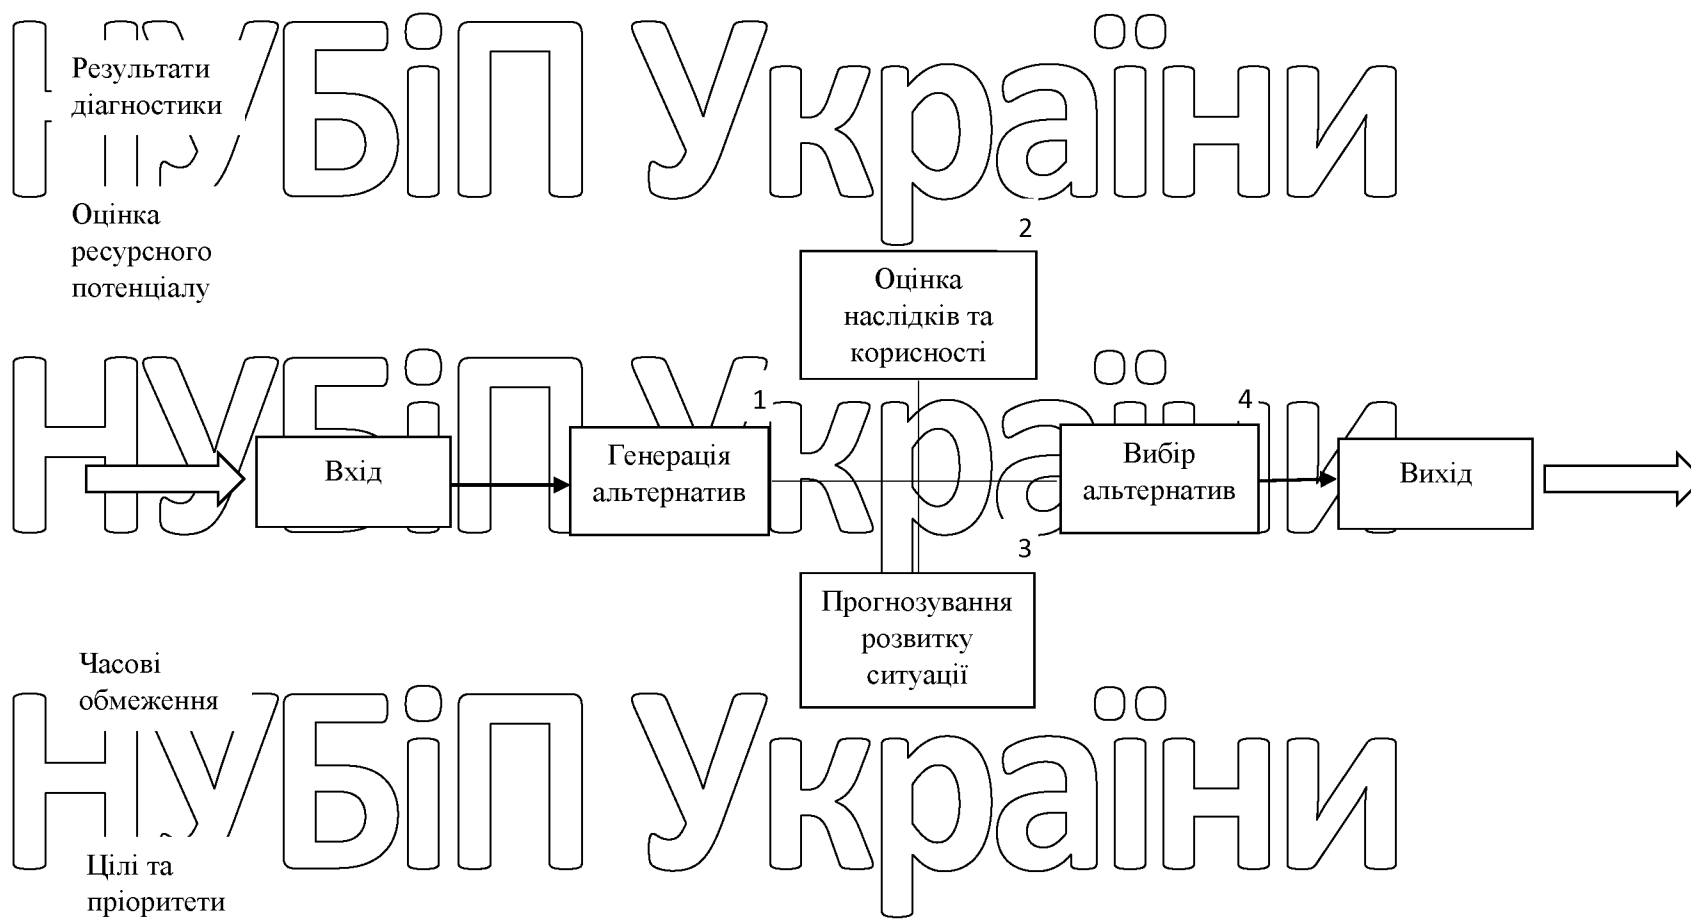 НУБіП України
Результати
діагностики
Оцінка
ресурсного
потенціалу
2
Оцінка
наслідків та
корисності
НУБіП України
1
4
Вхід
Генерація
альтернатив
Вибір
альтернатив
Вихід
3
Прогнозування
розвитку
ситуації
Часові
обмеження
НУБіП України
Цілі та
пріоритети